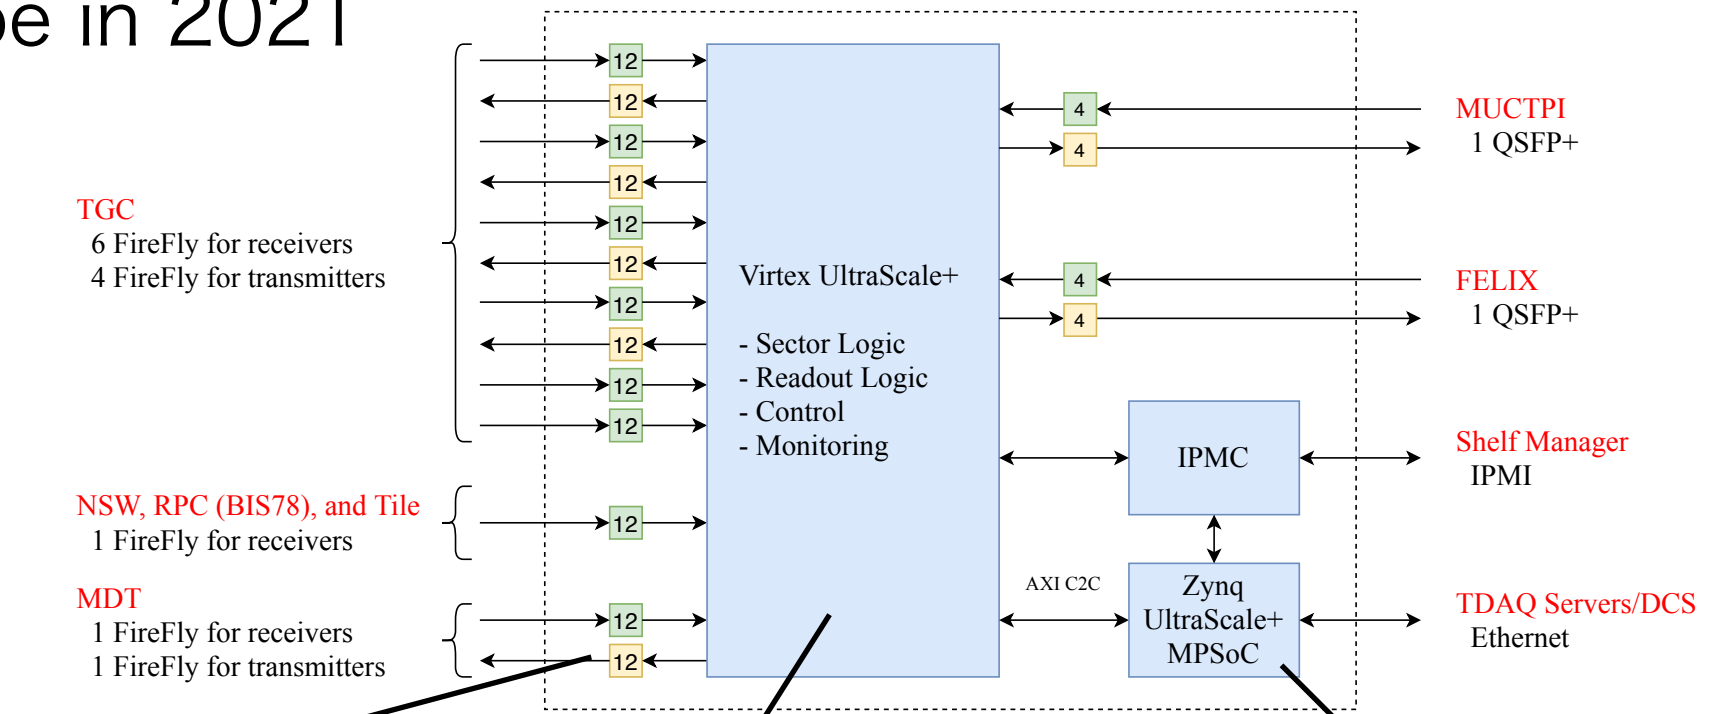 be in 2021
TGC
6 FireFly for receivers
4 FireFly for transmitters
NSW, RPC (BIS78), and Tile
1 FireFly for receivers
MDT
1 FireFly for receivers
1 FireFly for transmitters
12
12
12
12
12
12
12
12
12
12
12
12
12
Virtex UltraScale+
- Sector Logic
- Readout Logic
- Control
- Monitoring
4
4
4
4
IPMC
AXI C2C
Zynq
UltraScale+
MPSoC
MUCTPI
1 QSFP+
FELIX
1 QSFP+
Shelf Manager
IPMI
TDAQ Servers/DCS
Ethernet